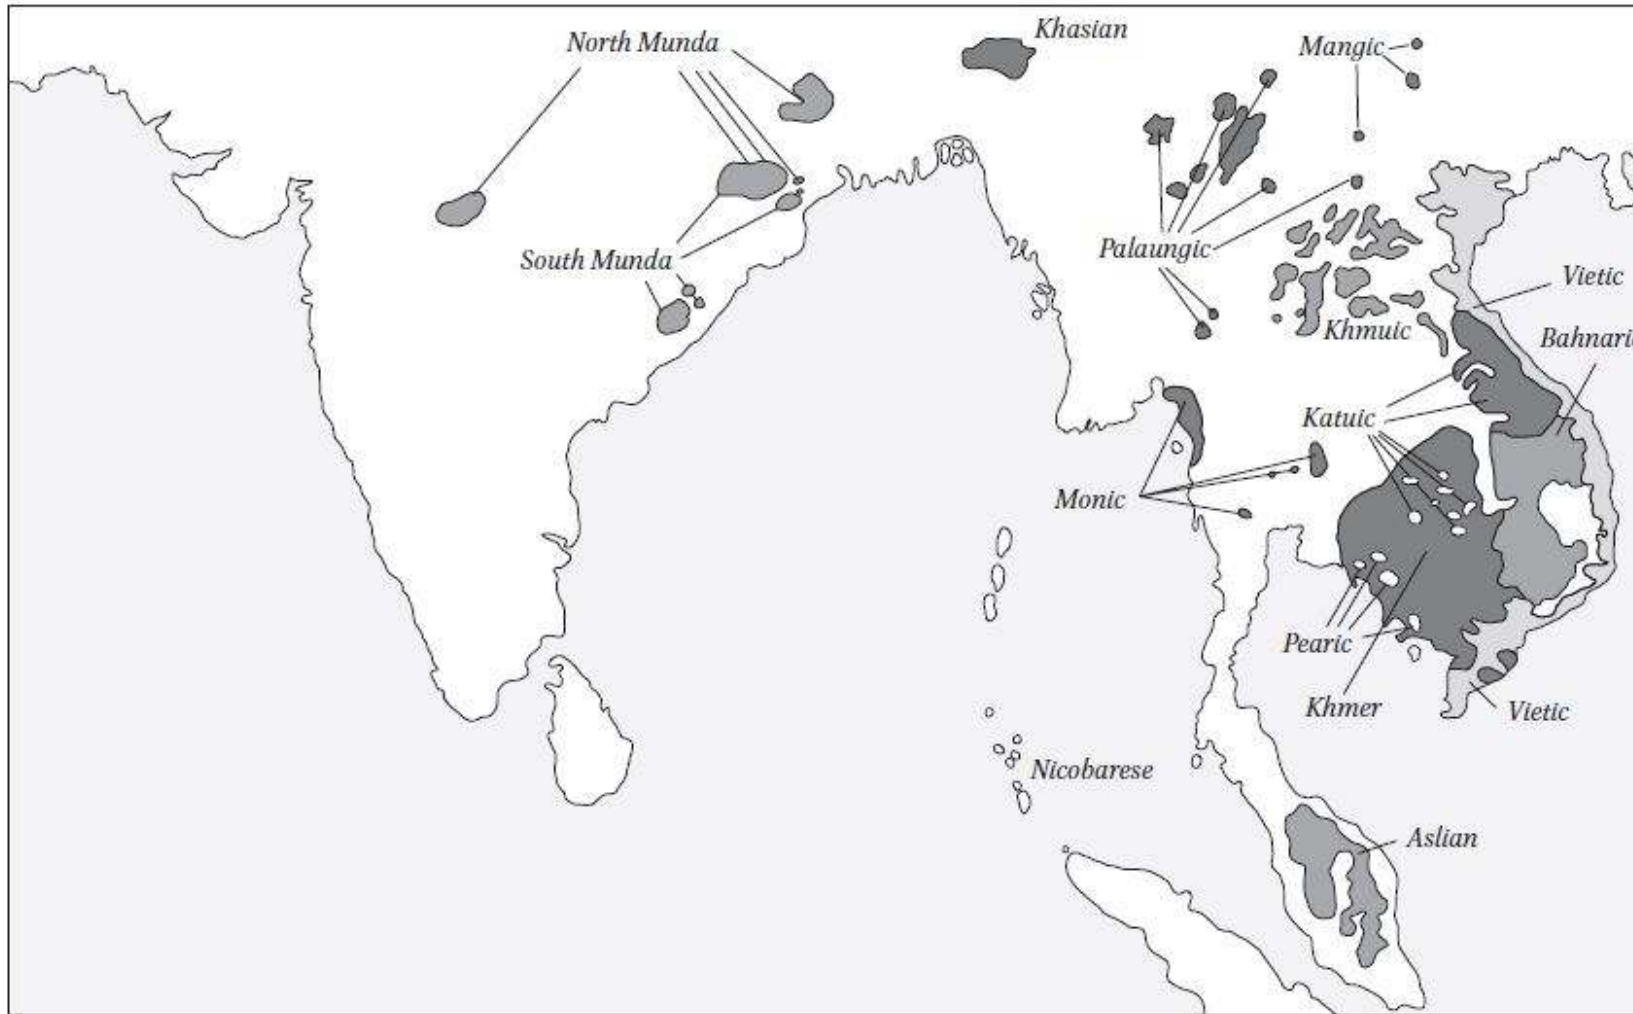 North Munda
Khasian
Mangic
South Munda
Palaungic
Vietic
Khmuic
Bahnaric
Katuic
Monic
Pearic
Khmer
Vietic
Nicobarese
Aslian